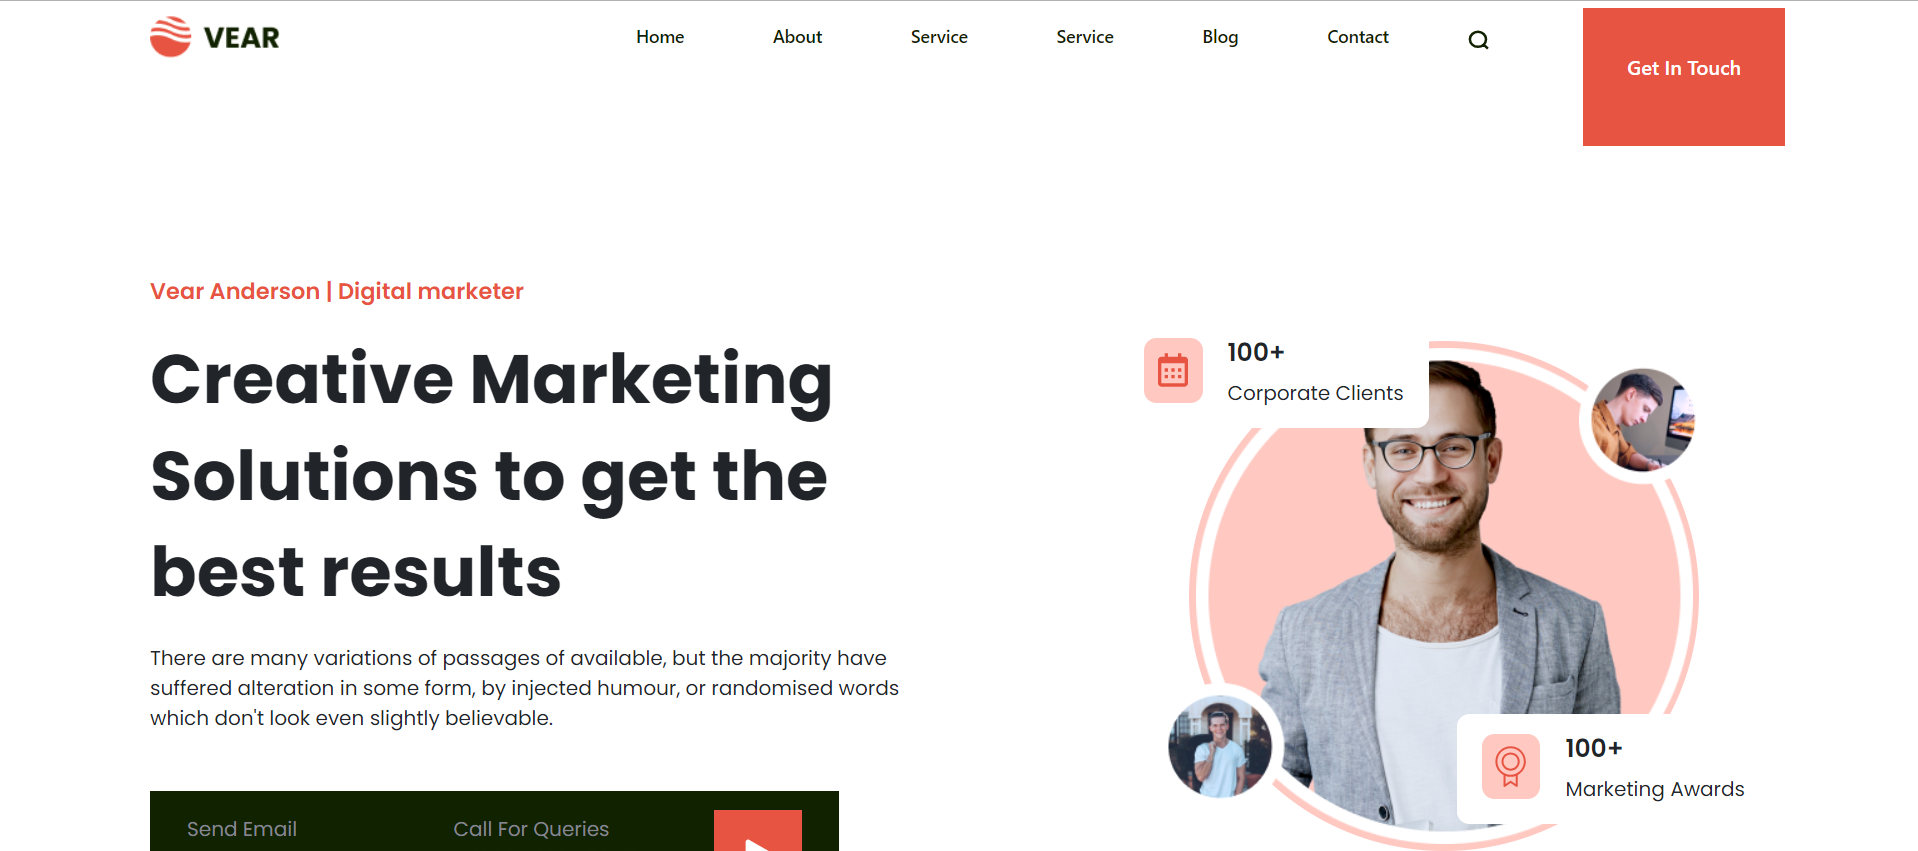 VEAR
Home
About
Service
Service
Blog
Contact
Get In Touch
Vear Anderson | Digital marketer
Creative Marketing
Solutions to get the
best results
There are many variations of passages of available, but the majority have
suffered alteration in some form, by injected humour, or randomised words
which don't look even slightly believable.
Send Email
Call For Queries
100+
Corporate Clients
100+
Marketing Awards